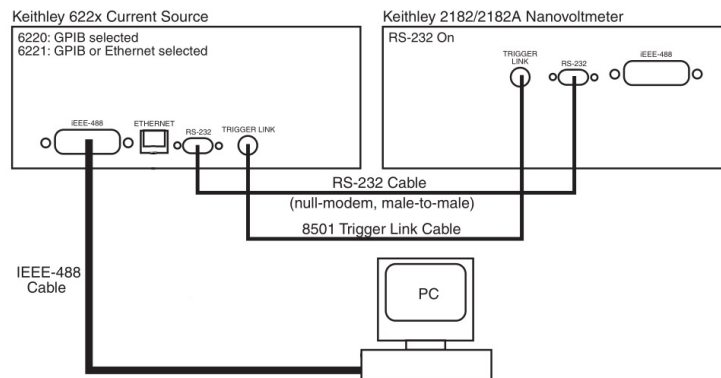 Keithley 622x Current Source
6220: GPIB selected
6221: GPIB or Ethernet selected
iEEE-488
ETHERNET
RS-232
TRIGGER LINK
Keithley 2182/2182A Nanovoltmeter
RS-232 On
TRIGGER
LINK
RS-232
iEEE-488
RS-232 Cable
(null-modem, male-to-male)
8501 Trigger Link Cable
IEEE-488
Cable
PC